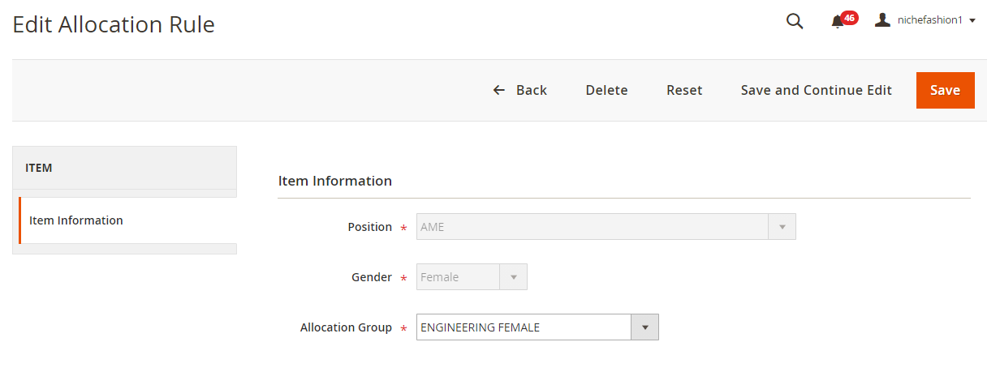 Edit Allocation Rule
46
nichefashion1
Back
Delete
Reset
Save and Continue Edit
Save
ITEM
Item Information
Item Information
Position *
AME
Gender *
Female
Allocation Group *
ENGINEERING FEMALE